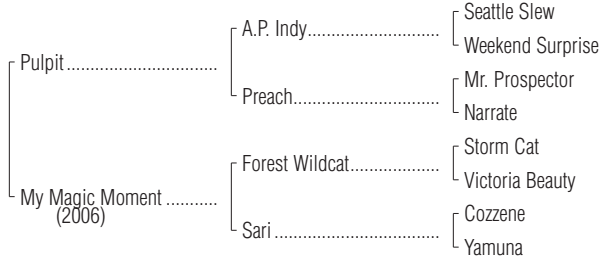 Seattle Slew
A.P. Indy
Weekend Surprise
Pulpit
Mr. Prospector
Preach
Narrate
Storm Cat
Forest Wildcat
Victoria Beauty
My Magic Moment
(2006)
Cozzene
Sari
Yamuna